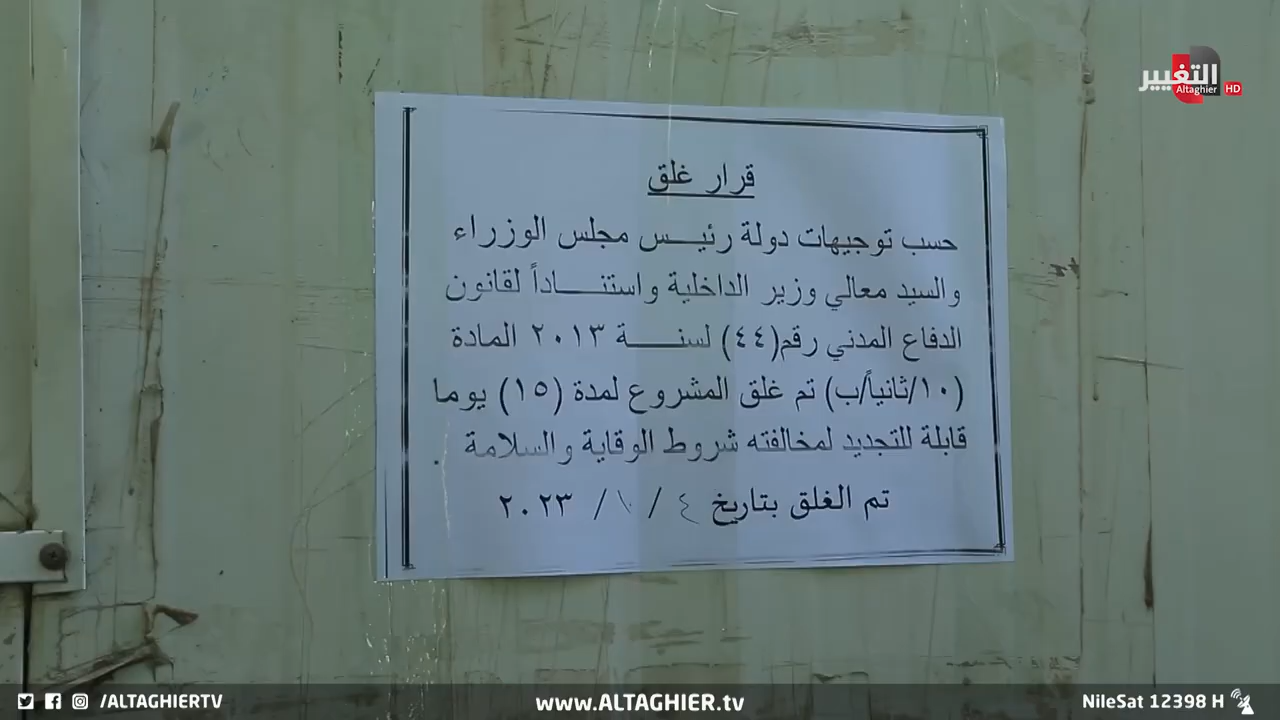 التغيير
Altaghier HD
قرار غلق
حسب توجيهات دولة رئيس مجلس الوزراء
والسيد معالي وزير الداخلية واستناداً لقانون
الدفاع المدني رقم(٤٤) لسنة ٢٠١٣ المادة
(١٠/ثانياً/ب) تم غلق المشروع لمدة (١٥) يوما
قابلة للتجديد لمخالفته شروط الوقاية والسلامة .
تم الغلق بتاريخ ٤ / / ٢٠٢٣
/ALTAGHIERTV
www.ALTAGHIER.tv
NileSat 12398 H